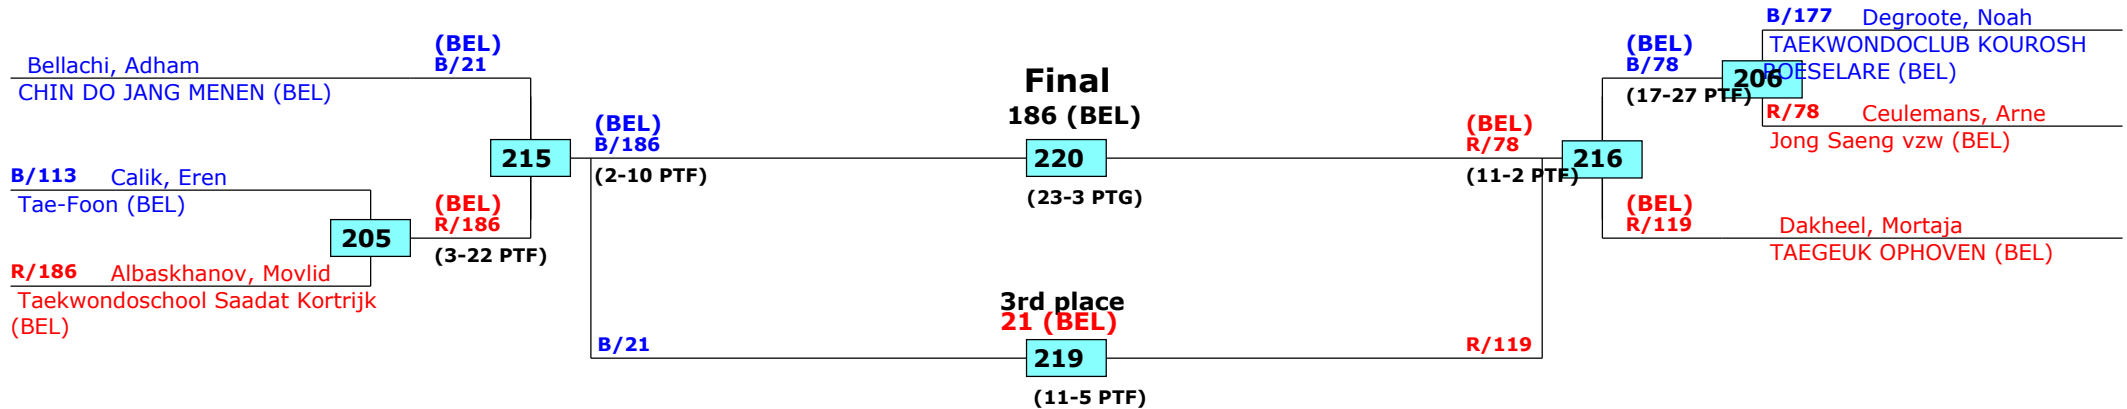 Bellachi, Adham
CHIN DO JANG MENEN (BEL)
(BEL)
B/21
B/113 Calik, Eren
Tae-Foon (BEL)
R/186 Albaskhanov, Movlid
Taekwondoschool Saadat Kortrijk
(BEL)
205
(BEL)
R/186
(3-22 PTF)
215
(BEL)
B/186
(2-10 PTF)
Final
186 (BEL)
220
(23-3 PTG)
3rd place
21 (BEL)
B/21
219
R/119
(11-5 PTF)
(BEL)
R/78
(11-2 PTF)
216
(BEL)
B/78
(17-27 PTF)
206
B/177 Degroote, Noah
TAEKWONDOCLUB KOUROSH
ROESELARE (BEL)
R/78 Ceulemans, Arne
Jong Saeng vzw (BEL)
(BEL)
R/119
Dakheel, Mortaja
TAEGEUK OPHOVEN (BEL)